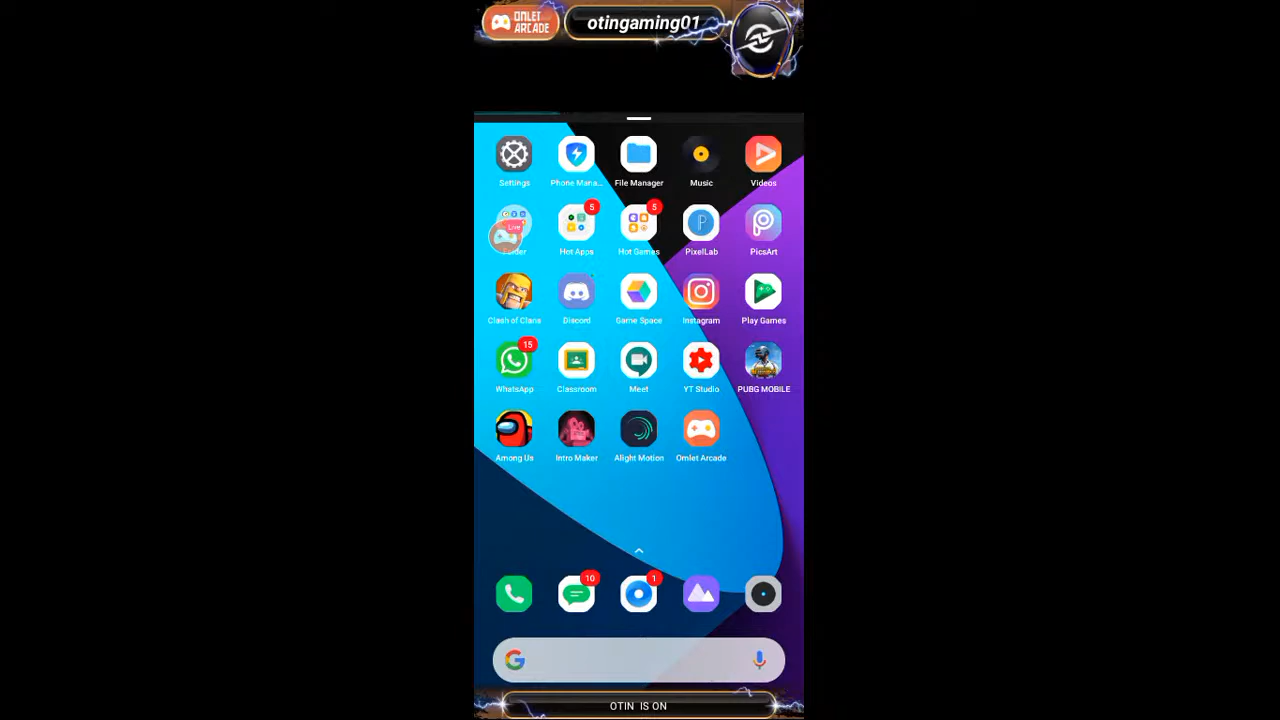 OMLET
ARCADE
otingaming01
Settings
Phone Mana...
File Manager
Music
Videos
5
5
Live
Folder
Hot Apps
Hot Games
PixelLab
PicsArt
Clash of Clans
Discord
Game Space
Instagram
Play Games
15
WhatsApp
Classroom
Meet
YT Studio
PUBG MOBILE
Among Us
Intro Maker
Alight Motion
Omlet Arcade
10
1
OTIN IS ON